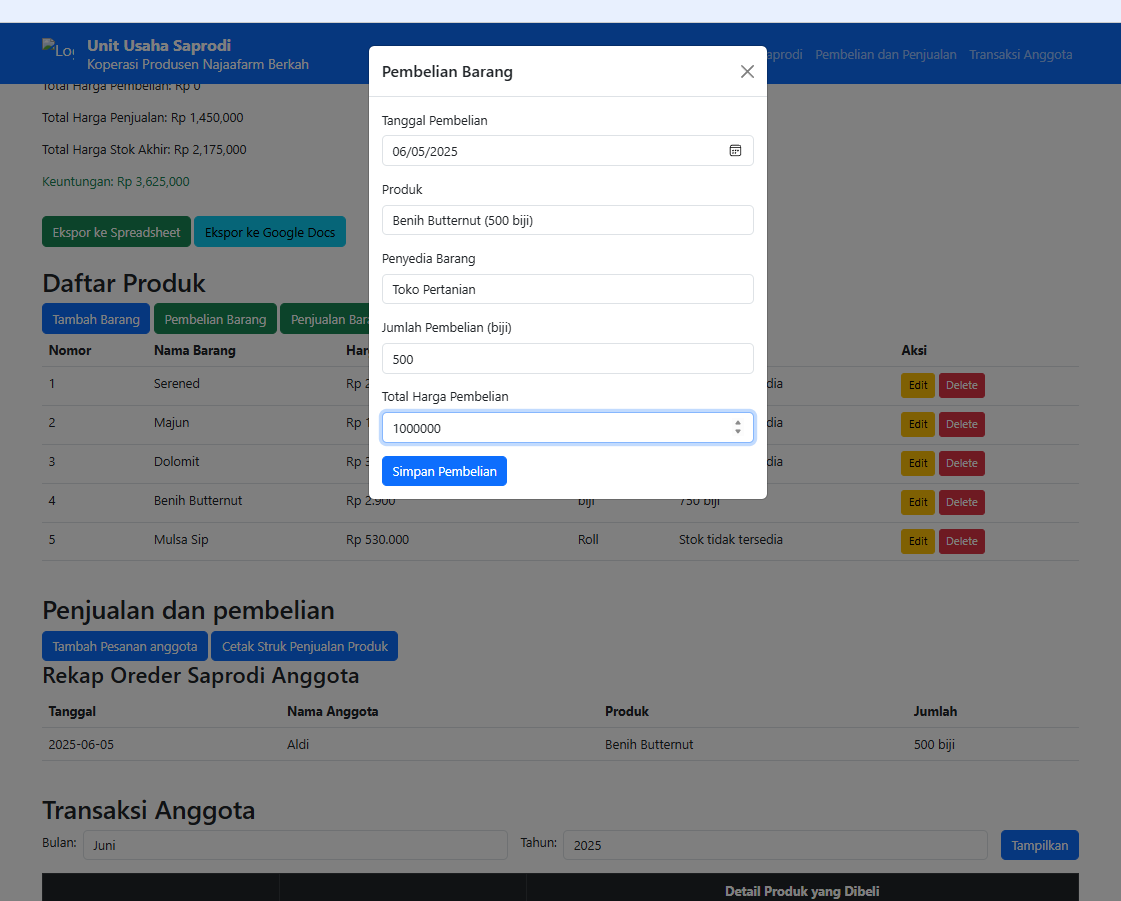 Log
Unit Usaha Saprodi
Koperasi Produsen Najaafarm Berkah
aprodi Pembelian dan Penjualan Transaksi Anggota
Total Harga Pembelian: Rp 0
Total Harga Penjualan: Rp 1,450,000
Total Harga Stok Akhir: Rp 2,175,000
Keuntungan: Rp 3,625,000
Ekspor ke Spreadsheet Ekspor ke Google Docs
Daftar Produk
Tambah Barang Pembelian Barang Penjualan Bara
Nomor Nama Barang Har Aksi
1 Serened Rp 2 dia Edit Delete
2 Majun Rp 1 dia Edit Delete
3 Dolomit Rp 3 dia Edit Delete
4 Benih Butternut Rp 2.900 biji 750 biji Edit Delete
5 Mulsa Sip Rp 530.000 Roll Stok tidak tersedia Edit Delete
Pembelian Barang
Tanggal Pembelian
06/05/2025
Produk
Benih Butternut (500 biji)
Penyedia Barang
Toko Pertanian
Jumlah Pembelian (biji)
500
Total Harga Pembelian
1000000
Simpan Pembelian
Penjualan dan pembelian
Tambah Pesanan anggota Cetak Struk Penjualan Produk
Rekap Oreder Saprodi Anggota
Tanggal Nama Anggota Produk Jumlah
2025-06-05 Aldi Benih Butternut 500 biji
Transaksi Anggota
Bulan: Juni Tahun: 2025 Tampilkan
Detail Produk yang Dibeli